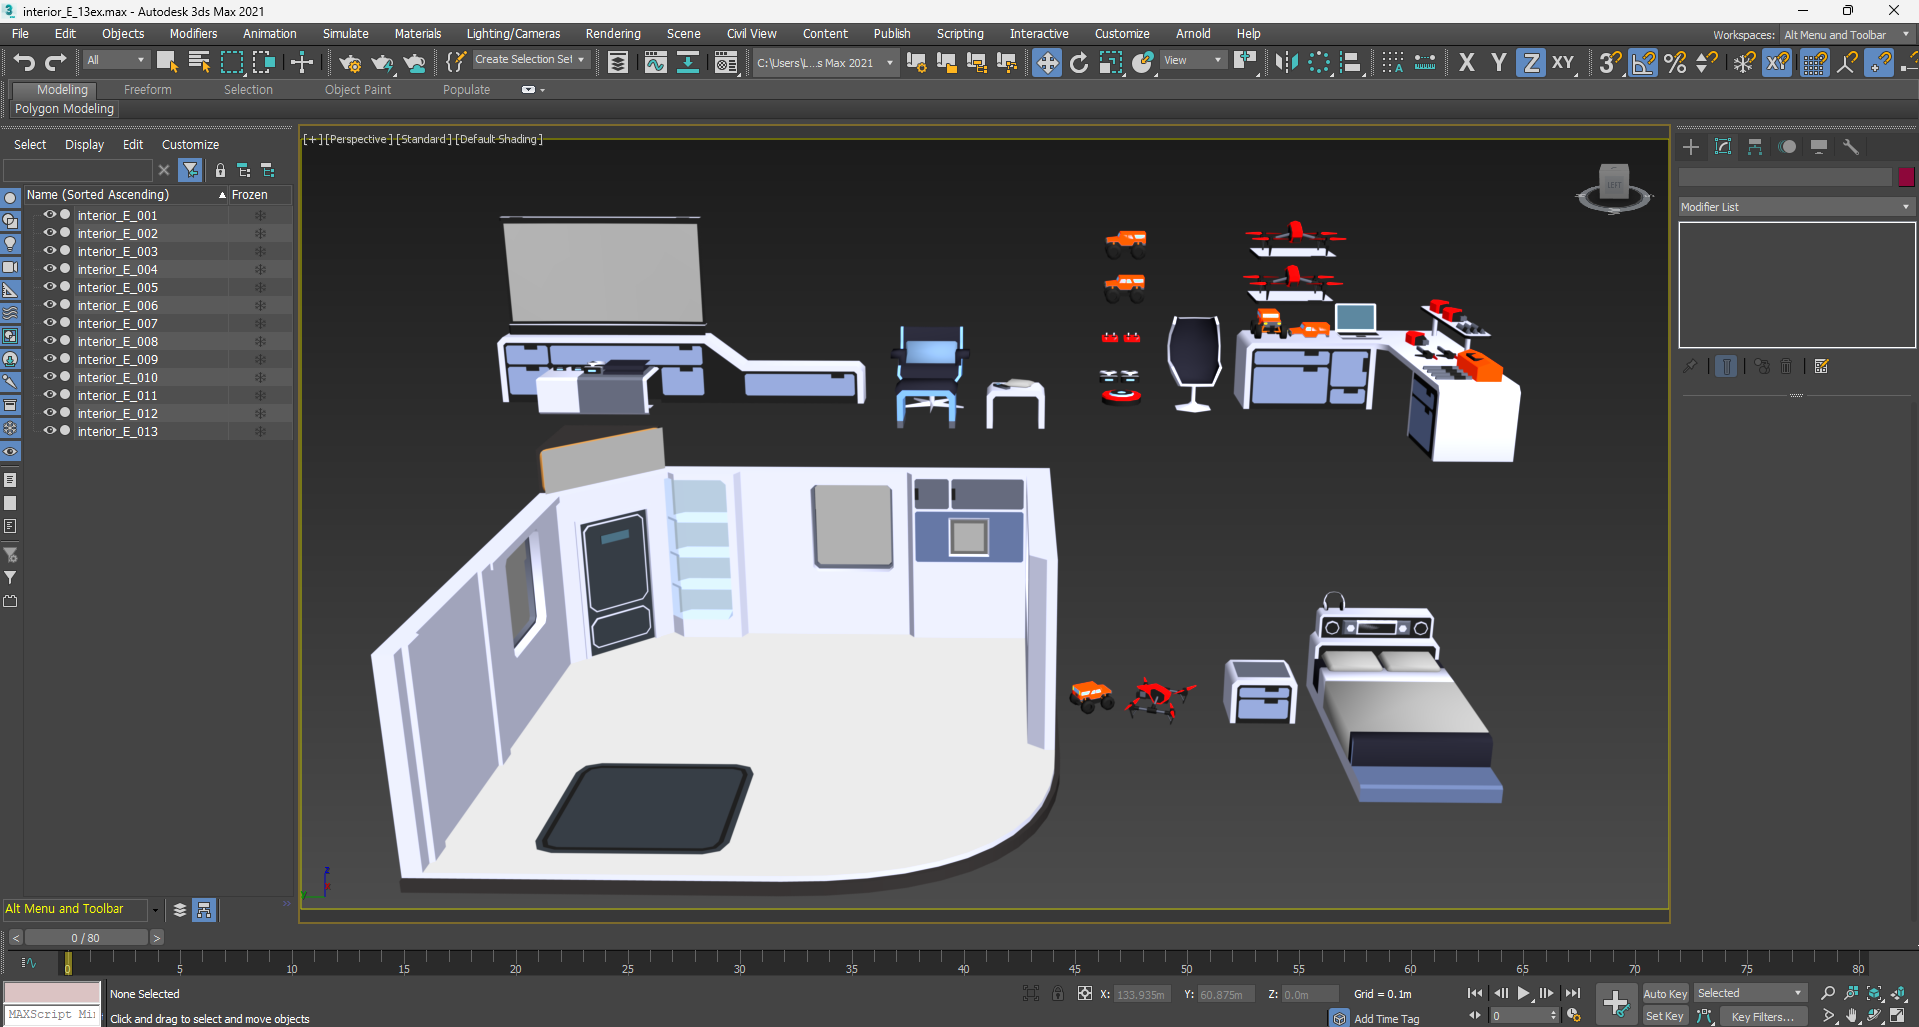 interior_E_13ex.max - Autodesk 3ds Max 2021
File Edit Objects Modifiers Animation Simulate Materials Lighting/Cameras Rendering Scene Civil View Content Publish Scripting Interactive Customize Arnold Help
Workspaces: Alt Menu and Toolbar
All
Create Selection Set
C:\Users\L...s Max 2021
View
X Y Z XY
Modeling Freeform Selection Object Paint Populate
Polygon Modeling
Select Display Edit Customize
Name (Sorted Ascending) Frozen
interior_E_001
interior_E_002
interior_E_003
interior_E_004
interior_E_005
interior_E_006
interior_E_007
interior_E_008
interior_E_009
interior_E_010
interior_E_011
interior_E_012
interior_E_013
[+] [Perspective] [Standard] [Default Shading]
LEFT
Modifier List
z
Alt Menu and Toolbar
0 / 80
0 5 10 15 20 25 30 35 40 45 50 55 60 65 70 75 80
None Selected
X: 133.935m Y: 60.875m Z: 0.0m Grid = 0.1m
Auto Key Selected
MAXScript Mi
Click and drag to select and move objects
Add Time Tag
0
Set Key Key Filters...